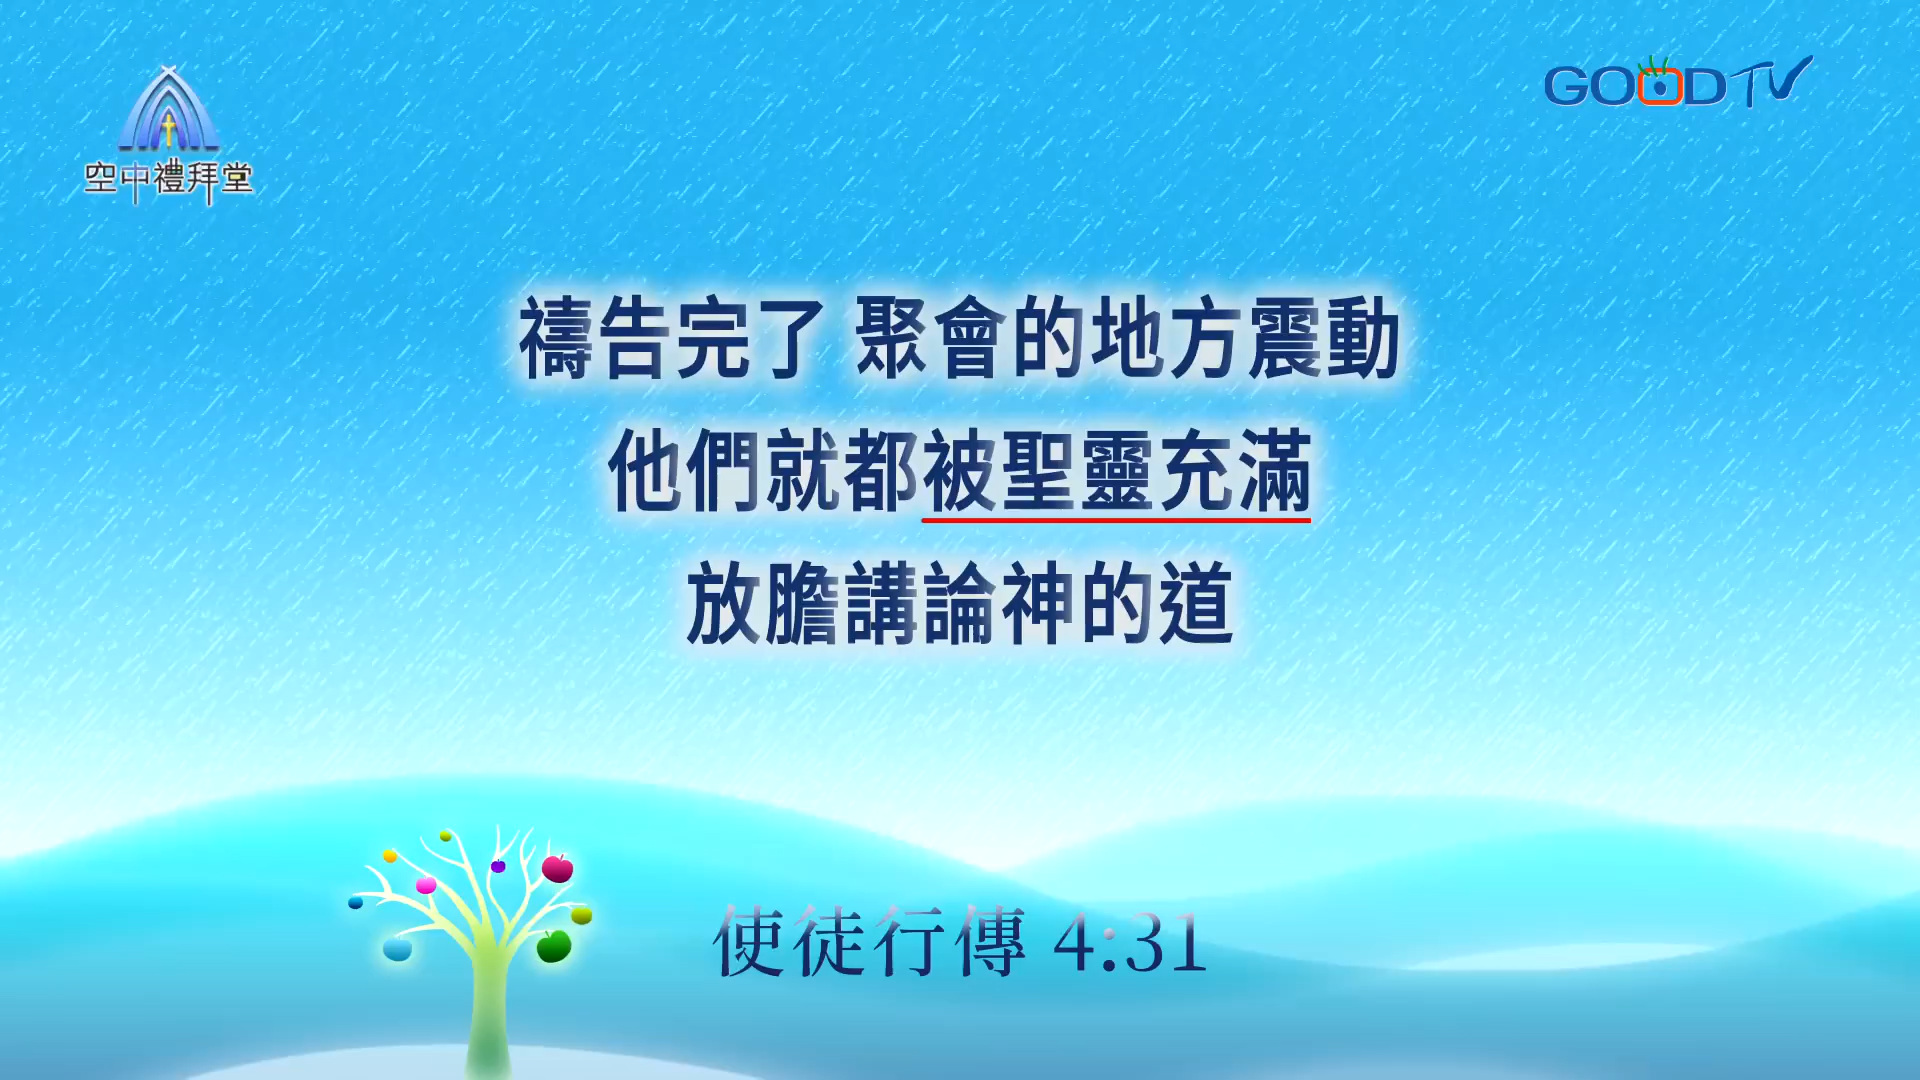 空中禮拜堂
GOODTV
禱告完了 聚會的地方震動
他們就都被聖靈充滿
放膽講論神的道
使徒行傳 4:31